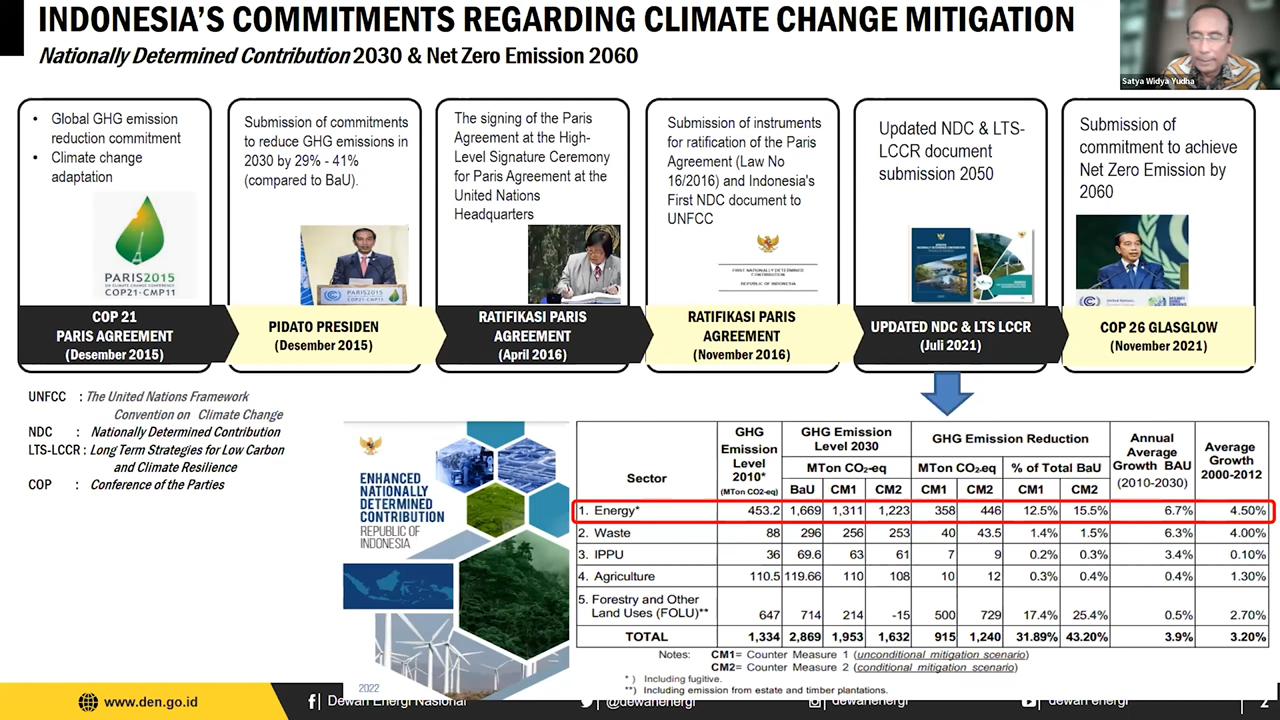 INDONESIA'S COMMITMENTS REGARDING CLIMATE CHANGE MITIGATION
Nationally Determined Contribution 2030 & Net Zero Emission 2060
Satya Widya Yudha
• Global GHG emission
reduction commitment
• Climate change
adaptation
PARIS2015
COP21·CMP11
COP 21
PARIS AGREEMENT
(Desember 2015)
Submission of commitments
to reduce GHG emissions in
2030 by 29% - 41%
(compared to BaU).
PARIS2015
COP21·CMP11
PIDATO PRESIDEN
(Desember 2015)
The signing of the Paris
Agreement at the High-
Level Signature Ceremony
for Paris Agreement at the
United Nations
Headquarters
RATIFIKASI PARIS
AGREEMENT
(April 2016)
Submission of instruments
for ratification of the Paris
Agreement (Law No
16/2016) and Indonesia's
First NDC document to
UNFCC
FIRST NATIONALLY DETERMINED
CONTRIBUTION
REPUBLIC OF INDONESIA
RATIFIKASI PARIS
AGREEMENT
(November 2016)
Updated NDC & LTS-
LCCR document
submission 2050
UPDATED NDC & LTS LCCR
(Juli 2021)
Submission of
commitment to achieve
Net Zero Emission by
2060
United Nations
COP 26 GLASGLOW
(November 2021)
UNFCC : The United Nations Framework
Convention on Climate Change
NDC : Nationally Determined Contribution
LTS-LCCR : Long Term Strategies for Low Carbon
and Climate Resilience
COP : Conference of the Parties
ENHANCED
NATIONALLY
DETERMINED
CONTRIBUTION
REPUBLIC OF
INDONESIA
2022
Sector GHG Emission Level 2010* (MTon CO2-eq) GHG Emission Level 2030 GHG Emission Reduction Annual Average Growth BAU (2010-2030) Average Growth 2000-2012
MTon CO2-eq MTon CO2-eq % of Total BaU
BaU CM1 CM2 CM1 CM2 CM1 CM2
1. Energy* 453.2 1,669 1,311 1,223 358 446 12.5% 15.5% 6.7% 4.50%
2. Waste 88 296 256 253 40 43.5 1.4% 1.5% 6.3% 4.00%
3. IPPU 36 69.6 63 61 7 9 0.2% 0.3% 3.4% 0.10%
4. Agriculture 110.5 119.66 110 108 10 12 0.3% 0.4% 0.4% 1.30%
5. Forestry and Other
Land Uses (FOLU)** 647 714 214 -15 500 729 17.4% 25.4% 0.5% 2.70%
TOTAL 1,334 2,869 1,953 1,632 915 1,240 31.89% 43.20% 3.9% 3.20%
Notes: CM1= Counter Measure 1 (unconditional mitigation scenario)
CM2= Counter Measure 2 (conditional mitigation scenario)
* ) Including fugitive.
**) Including emission from estate and timber plantations.
www.den.go.id
Dewan Energi Nasional
@dewanenergi
dewanenergi
dewan energi
2